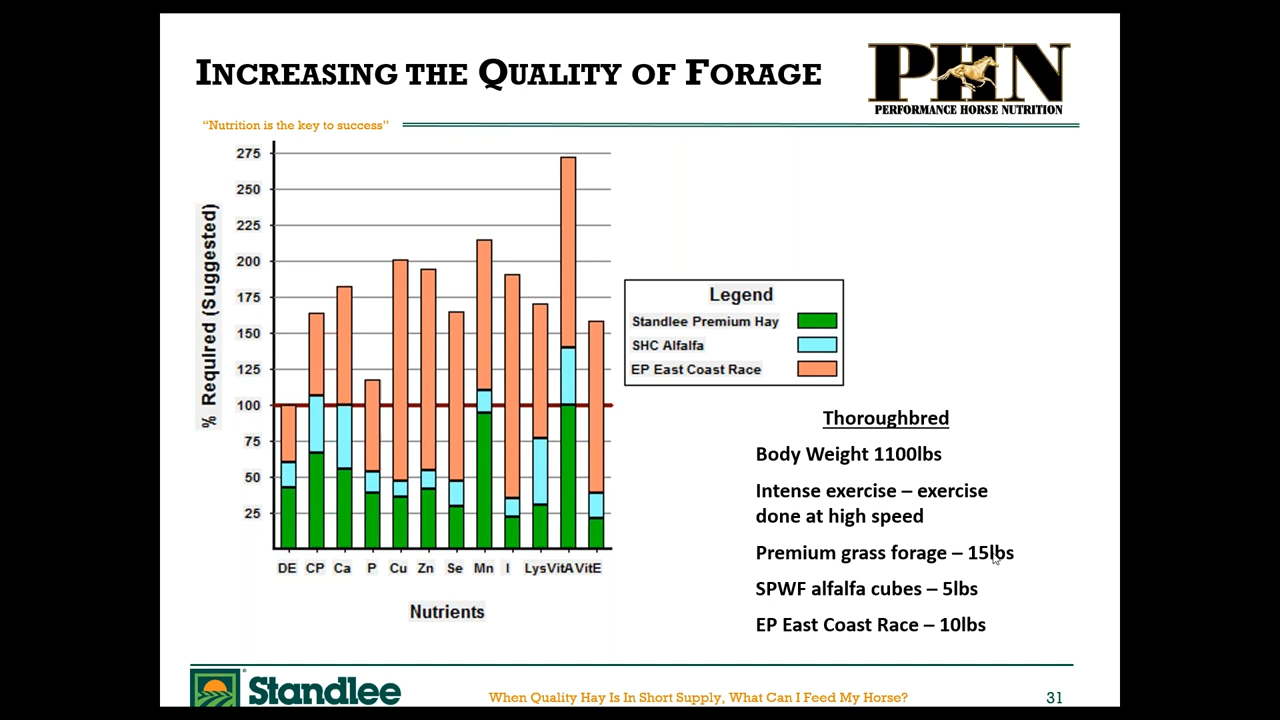 INCREASING THE QUALITY OF FORAGE
PHN
PERFORMANCE HORSE NUTRITION
“Nutrition is the key to success”
275
250
225
200
175
150
125
100
75
50
25
% Required (Suggested)
DE CP Ca P Cu Zn Se Mn I Lys VitA VitE
Nutrients
Legend
Standlee Premium Hay
SHC Alfalfa
EP East Coast Race
Thoroughbred
Body Weight 1100lbs
Intense exercise – exercise
done at high speed
Premium grass forage – 15lbs
SPWF alfalfa cubes – 5lbs
EP East Coast Race – 10lbs
Standlee
When Quality Hay Is In Short Supply, What Can I Feed My Horse?
31